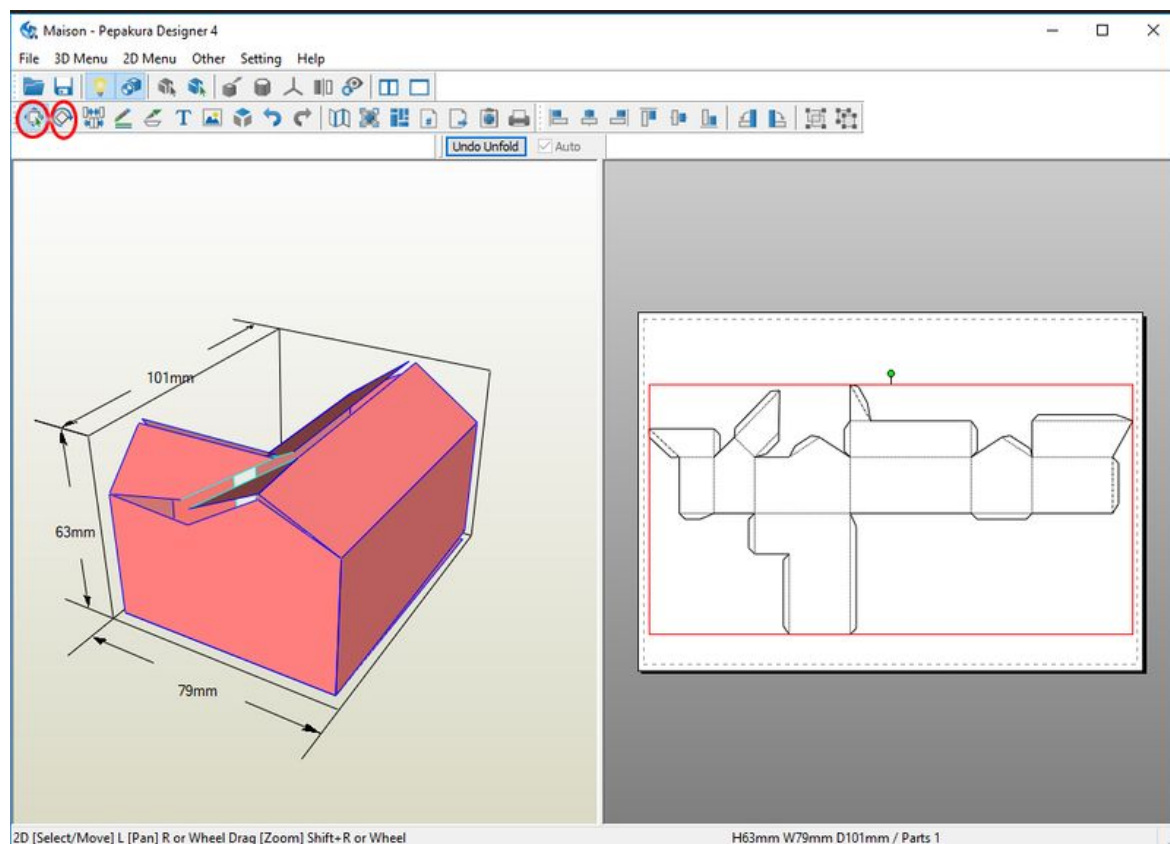 Maison - Pepakura Designer 4
File 3D Menu 2D Menu Other Setting Help
T
Undo Unfold Auto
101mm
63mm
79mm
2D [Select/Move] L [Pan] R or Wheel Drag [Zoom] Shift+R or Wheel H63mm W79mm D101mm / Parts 1